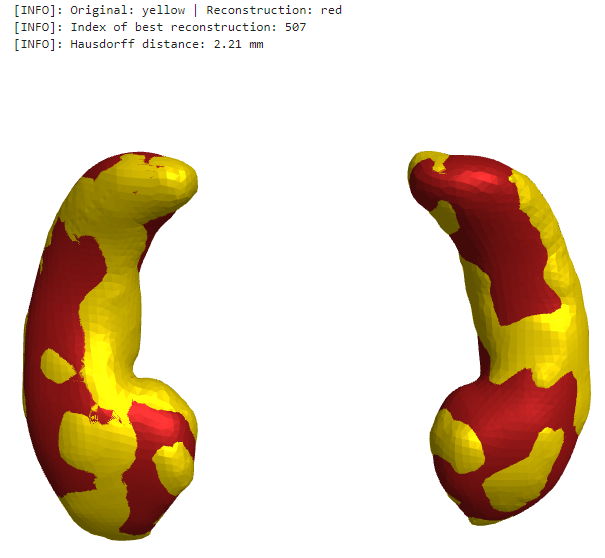 [INFO]: Original: yellow | Reconstruction: red
[INFO]: Index of best reconstruction: 507
[INFO]: Hausdorff distance: 2.21 mm